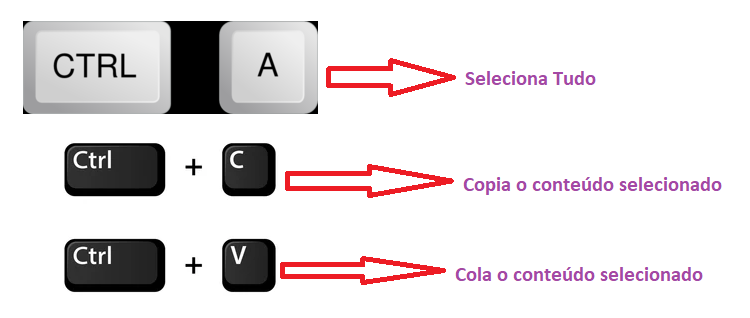 CTRL A Seleciona Tudo
Ctrl + C Copia o conteúdo selecionado
Ctrl + V Cola o conteúdo selecionado